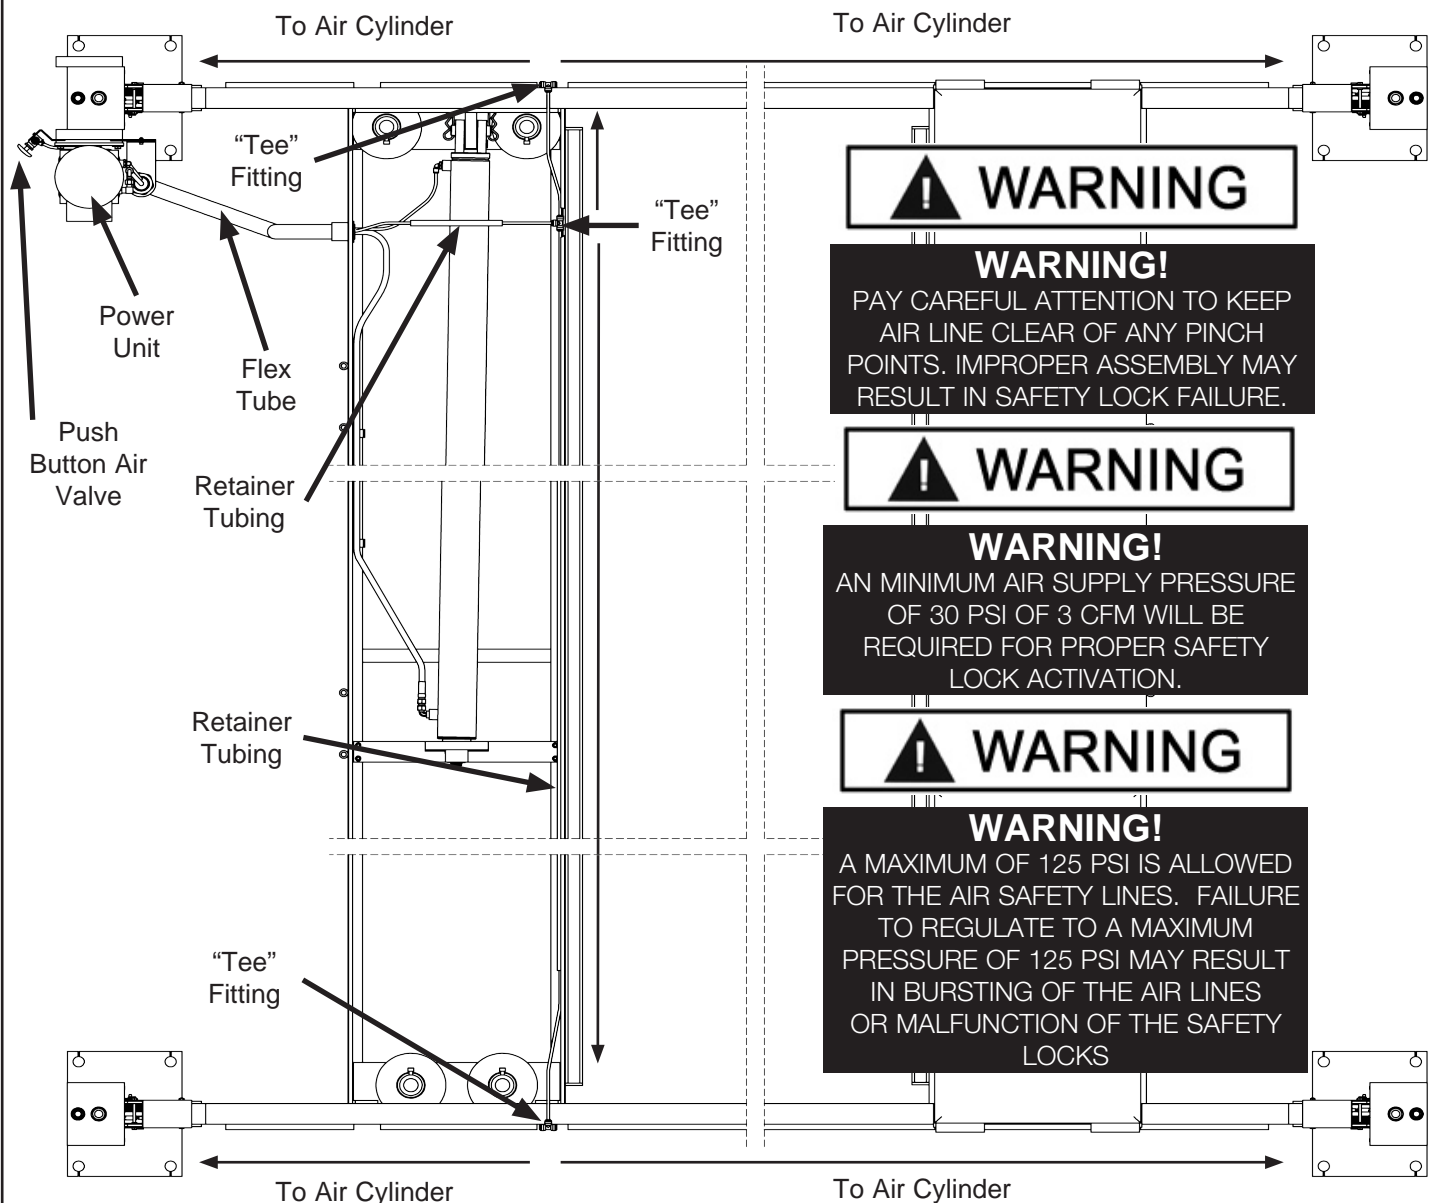 To Air Cylinder
To Air Cylinder
“Tee”
Fitting
“Tee”
Fitting
Power
Unit
Flex
Tube
Push
Button Air
Valve
Retainer
Tubing
Retainer
Tubing
“Tee”
Fitting
WARNING
WARNING!
PAY CAREFUL ATTENTION TO KEEP
AIR LINE CLEAR OF ANY PINCH
POINTS. IMPROPER ASSEMBLY MAY
RESULT IN SAFETY LOCK FAILURE.
WARNING
WARNING!
AN MINIMUM AIR SUPPLY PRESSURE
OF 30 PSI OF 3 CFM WILL BE
REQUIRED FOR PROPER SAFETY
LOCK ACTIVATION.
WARNING
WARNING!
A MAXIMUM OF 125 PSI IS ALLOWED
FOR THE AIR SAFETY LINES. FAILURE
TO REGULATE TO A MAXIMUM
PRESSURE OF 125 PSI MAY RESULT
IN BURSTING OF THE AIR LINES
OR MALFUNCTION OF THE SAFETY
LOCKS
To Air Cylinder
To Air Cylinder